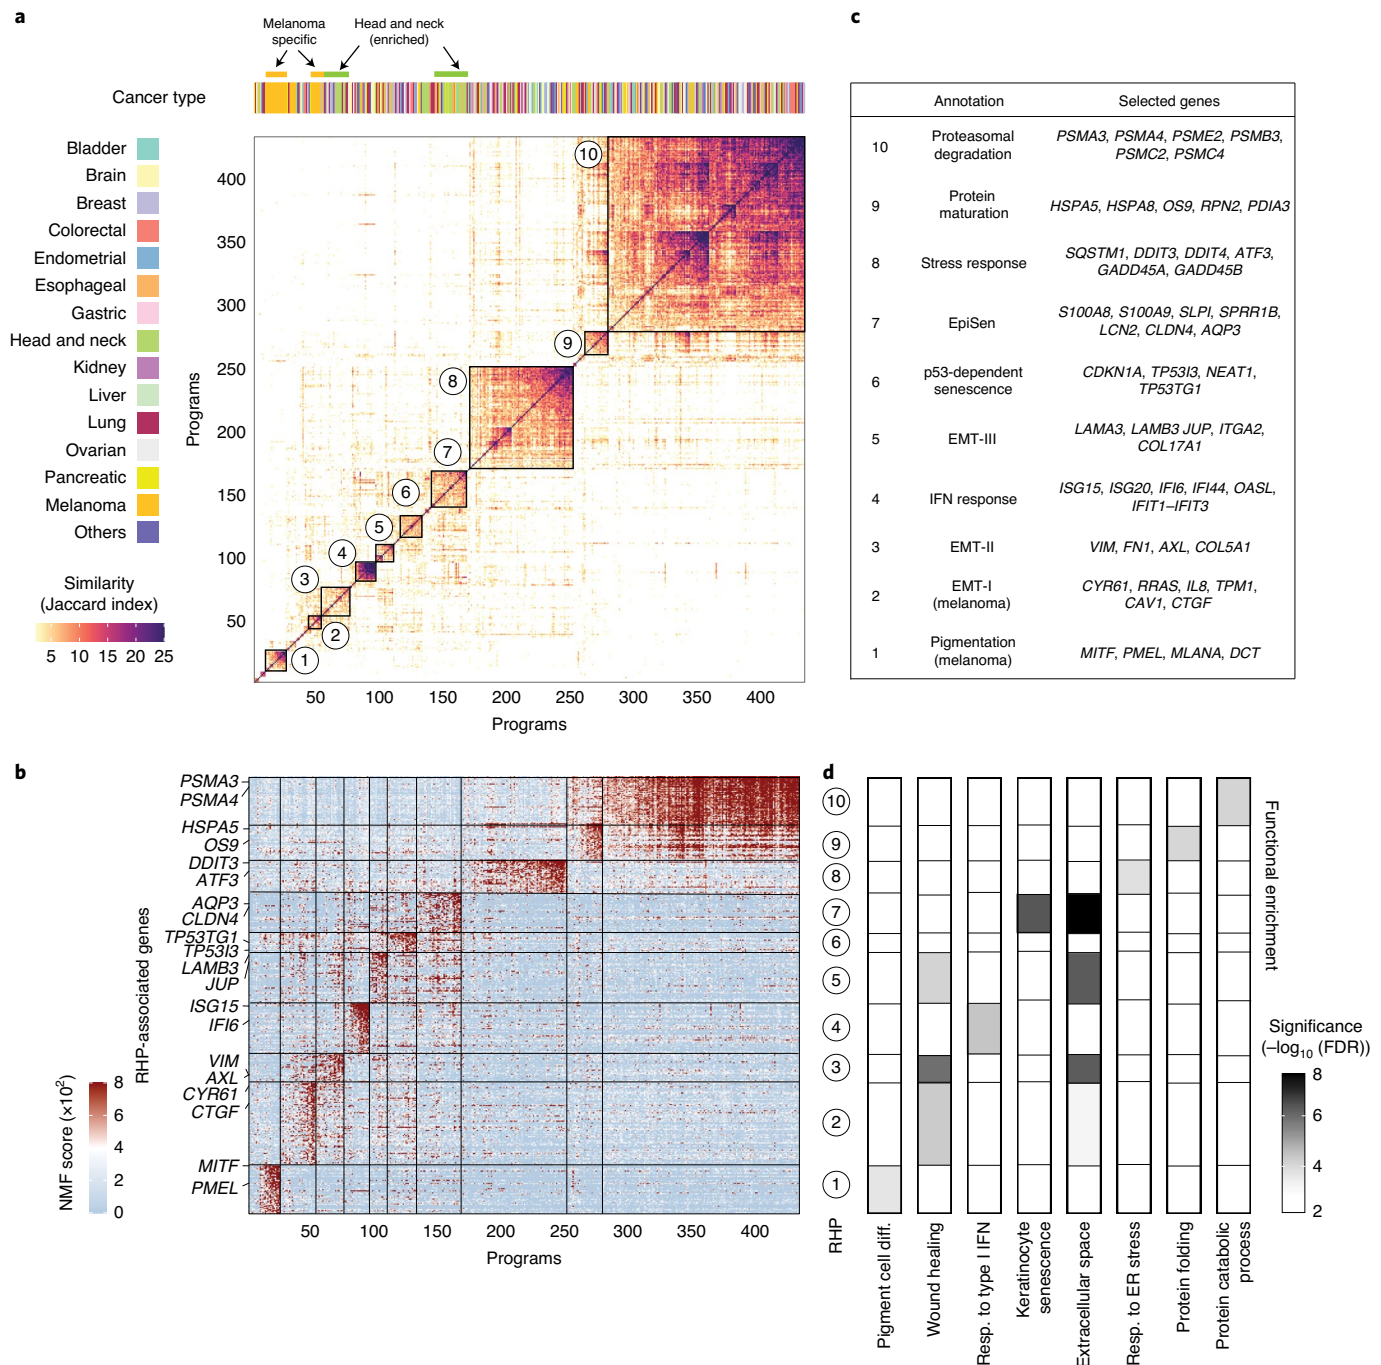 a
Melanoma
specific
Head and neck
(enriched)
Cancer type
Bladder
Brain
Breast
Colorectal
Endometrial
Esophageal
Gastric
Head and neck
Kidney
Liver
Lung
Ovarian
Pancreatic
Melanoma
Others
Similarity
(Jaccard index)
5 10 15 20 25
Programs
400
350
300
250
200
150
100
50
10
9
8
7
6
5
4
3
2
1
50 100 150 200 250 300 350 400
Programs
c
Annotation Selected genes
10 Proteasomal degradation PSMA3, PSMA4, PSME2, PSMB3,
PSMC2, PSMC4
9 Protein maturation HSPA5, HSPA8, OS9, RPN2, PDIA3
8 Stress response SQSTM1, DDIT3, DDIT4, ATF3,
GADD45A, GADD45B
7 EpiSen S100A8, S100A9, SLPI, SPRR1B,
LCN2, CLDN4, AQP3
6 p53-dependent senescence CDKN1A, TP53I3, NEAT1,
TP53TG1
5 EMT-III LAMA3, LAMB3 JUP, ITGA2,
COL17A1
4 IFN response ISG15, ISG20, IFI6, IFI44, OASL,
IFIT1–IFIT3
3 EMT-II VIM, FN1, AXL, COL5A1
2 EMT-I (melanoma) CYR61, RRAS, IL8, TPM1,
CAV1, CTGF
1 Pigmentation (melanoma) MITF, PMEL, MLANA, DCT
b
RHP-associated genes
PSMA3
PSMA4
HSPA5
OS9
DDIT3
ATF3
AQP3
CLDN4
TP53TG1
TP53I3
LAMB3
JUP
ISG15
IFI6
VIM
AXL
CYR61
CTGF
MITF
PMEL
NMF score (×10²)
8
6
4
2
0
50 100 150 200 250 300 350 400
Programs
d
10
9
8
7
6
5
4
3
2
1
RHP
Pigment cell diff.
Wound healing
Resp. to type I IFN
Keratinocyte
senescence
Extracellular space
Resp. to ER stress
Protein folding
Protein catabolic
process
Functional enrichment
Significance
(–log₁₀ (FDR))
8
6
4
2